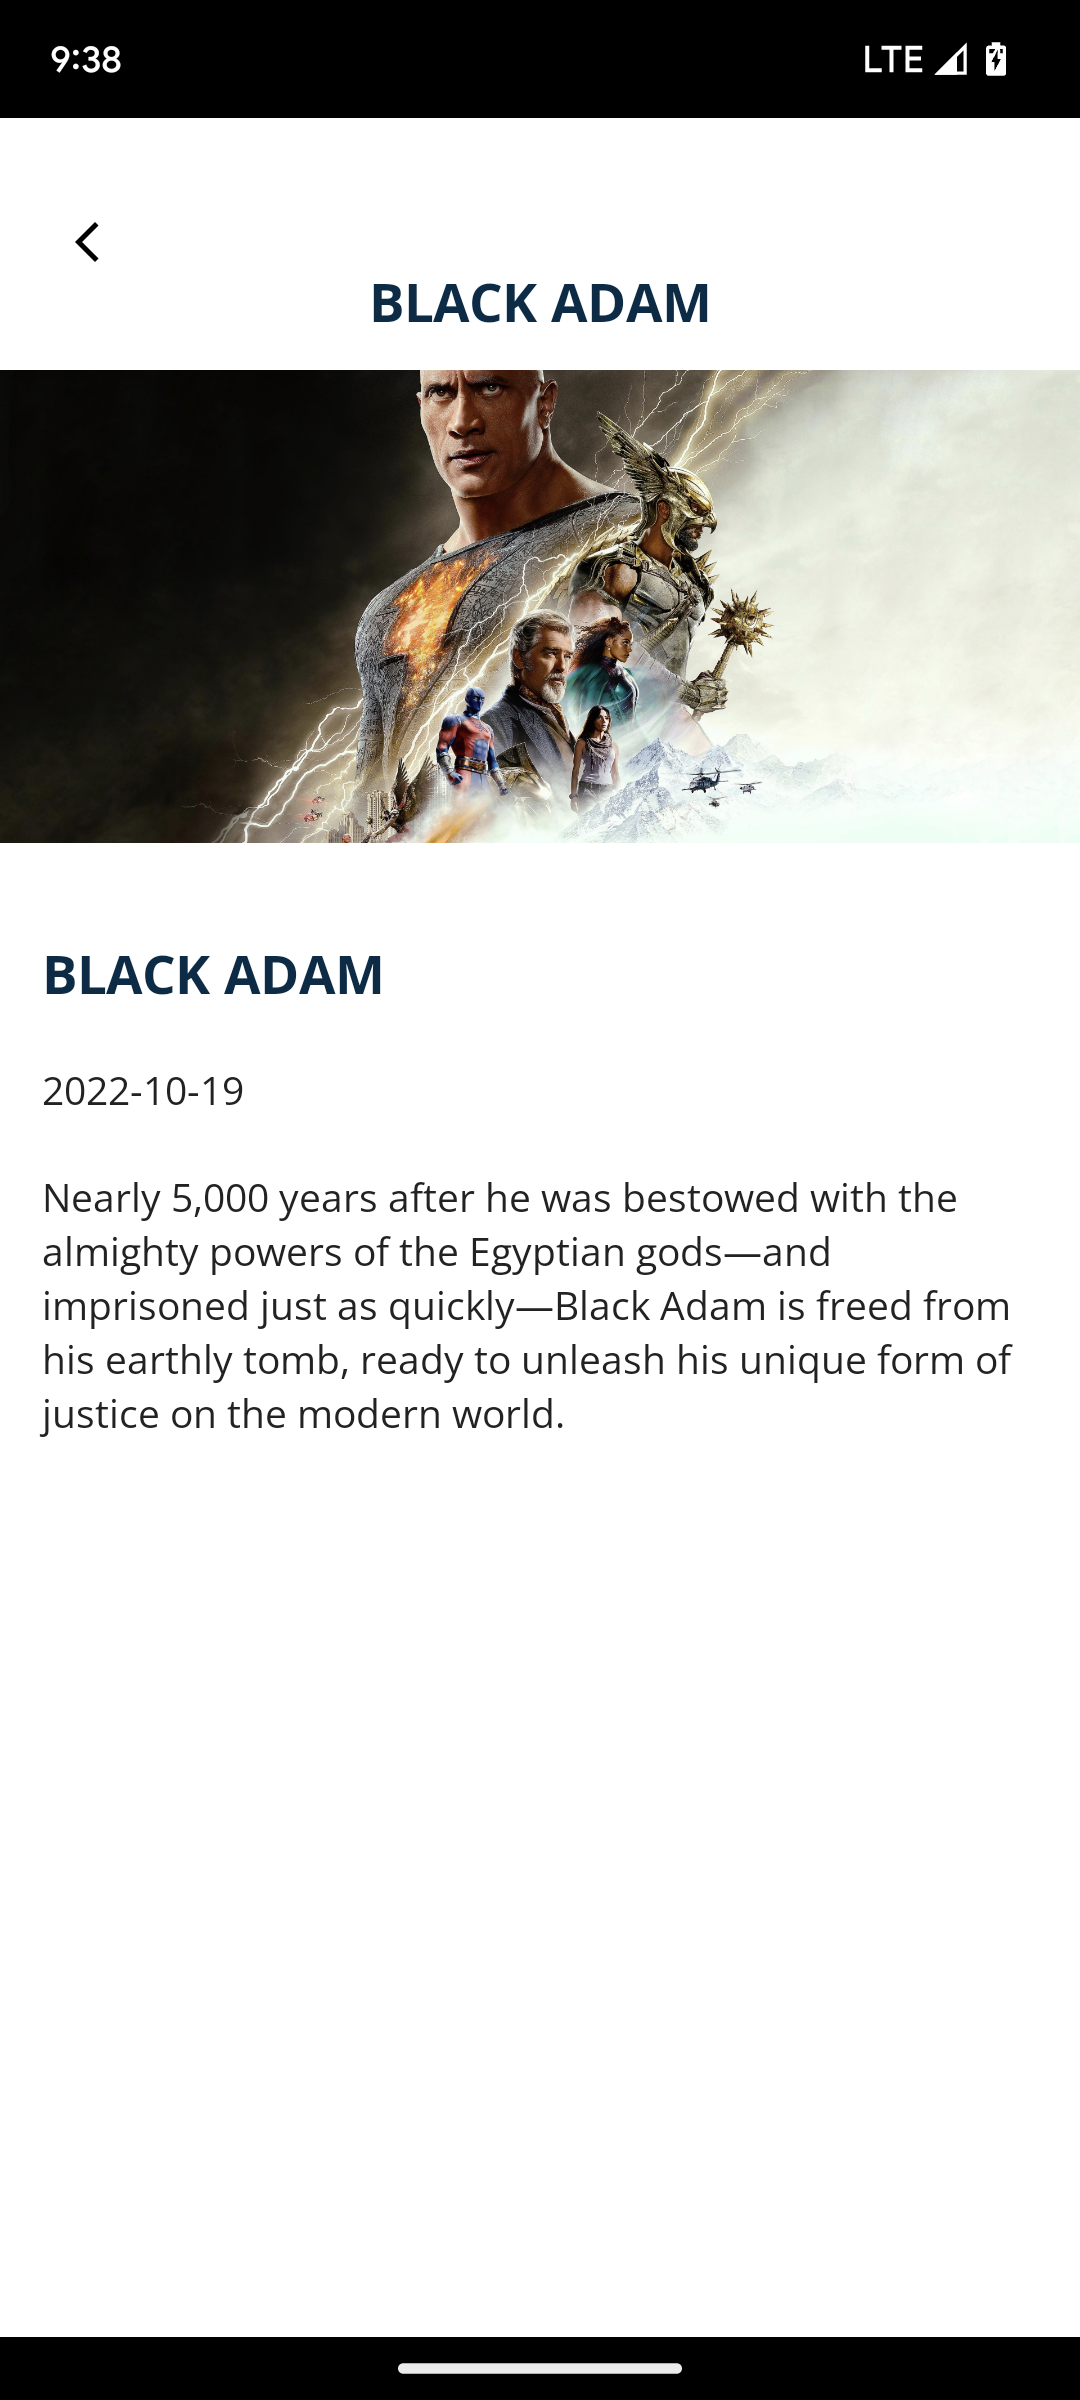 9:38
LTE
BLACK ADAM
BLACK ADAM
2022-10-19
Nearly 5,000 years after he was bestowed with the
almighty powers of the Egyptian gods—and
imprisoned just as quickly—Black Adam is freed from
his earthly tomb, ready to unleash his unique form of
justice on the modern world.